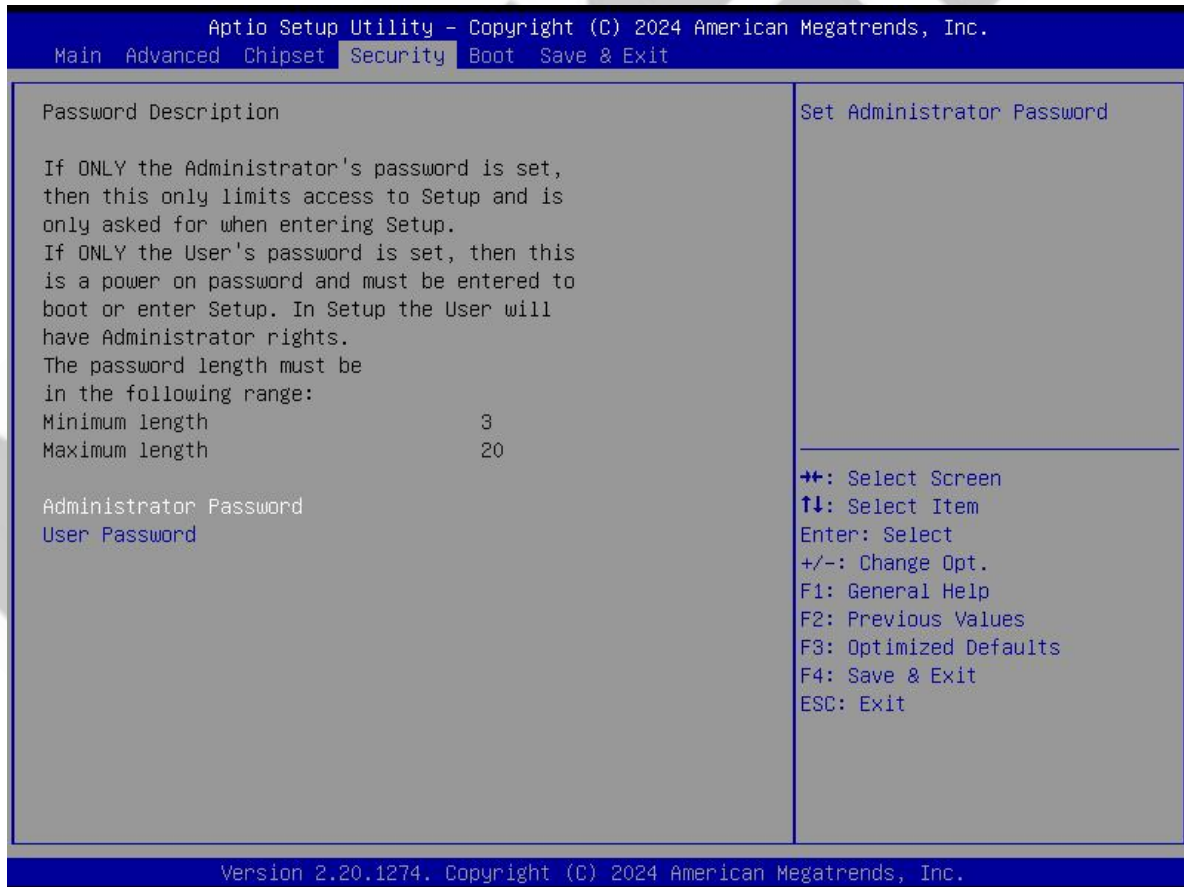 Aptio Setup Utility – Copyright (C) 2024 American Megatrends, Inc.
Main Advanced Chipset Security Boot Save & Exit
Password Description
If ONLY the Administrator's password is set,
then this only limits access to Setup and is
only asked for when entering Setup.
If ONLY the User's password is set, then this
is a power on password and must be entered to
boot or enter Setup. In Setup the User will
have Administrator rights.
The password length must be
in the following range:
Minimum length 3
Maximum length 20
Administrator Password
User Password
Set Administrator Password
→←: Select Screen
↑↓: Select Item
Enter: Select
+/-: Change Opt.
F1: General Help
F2: Previous Values
F3: Optimized Defaults
F4: Save & Exit
ESC: Exit
Version 2.20.1274. Copyright (C) 2024 American Megatrends, Inc.